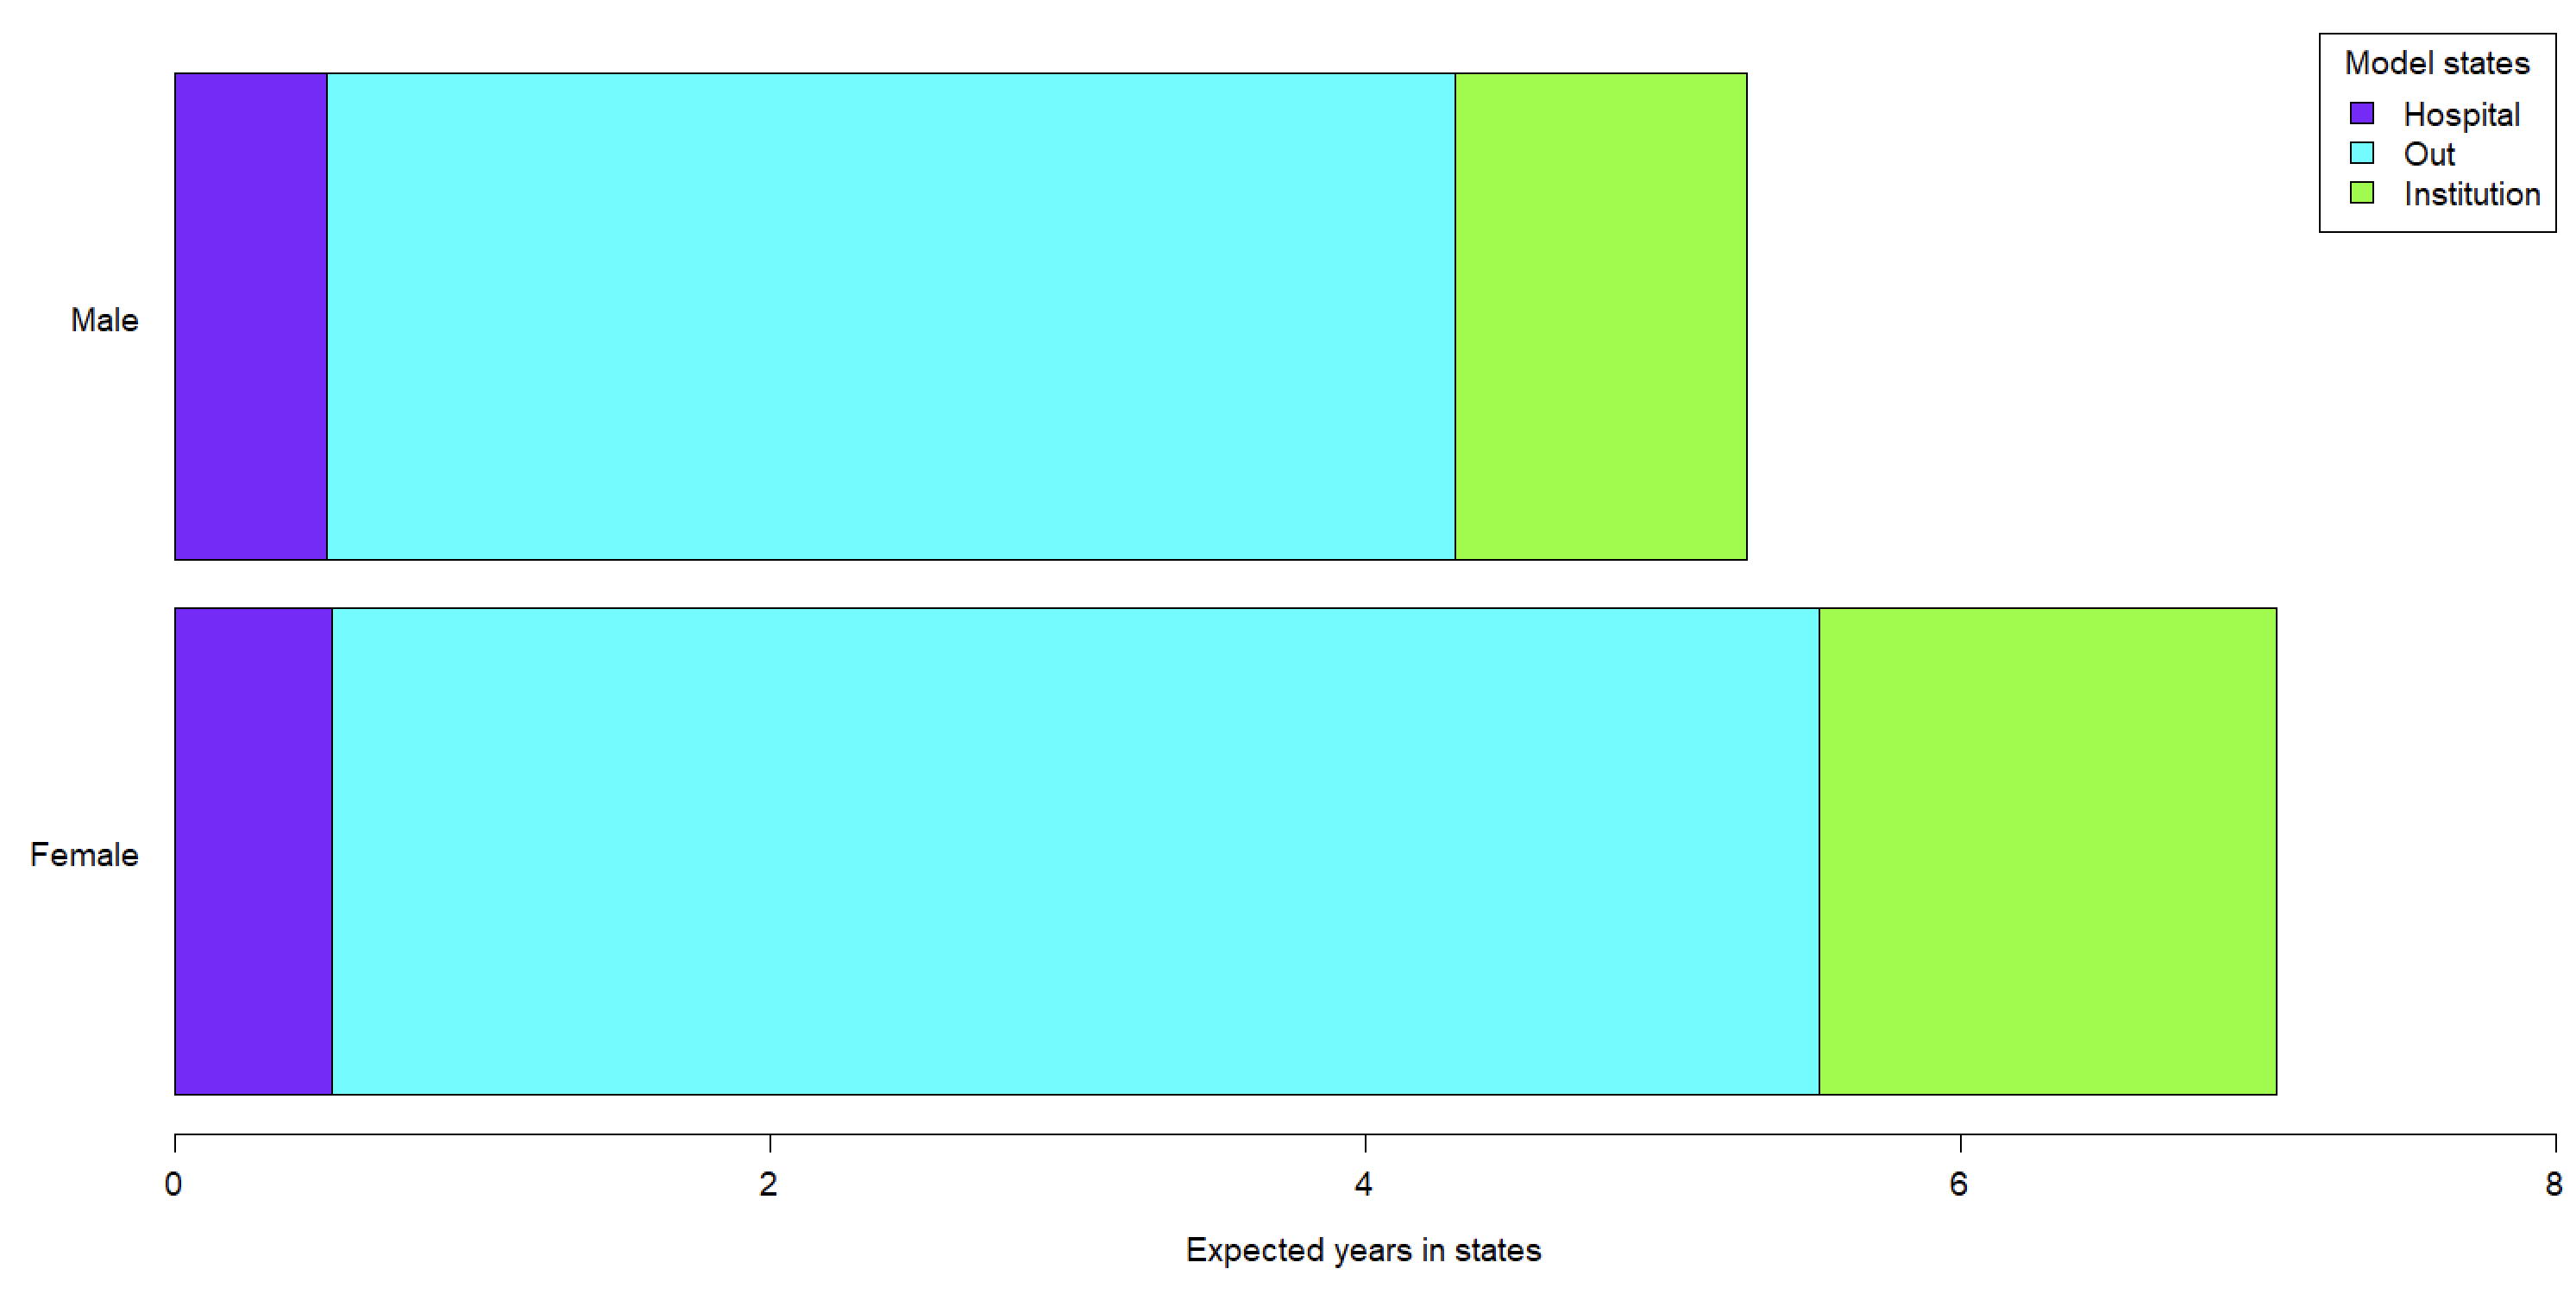 Model states
Hospital
Out
Institution
Male
Female
0 2 4 6 8
Expected years in states